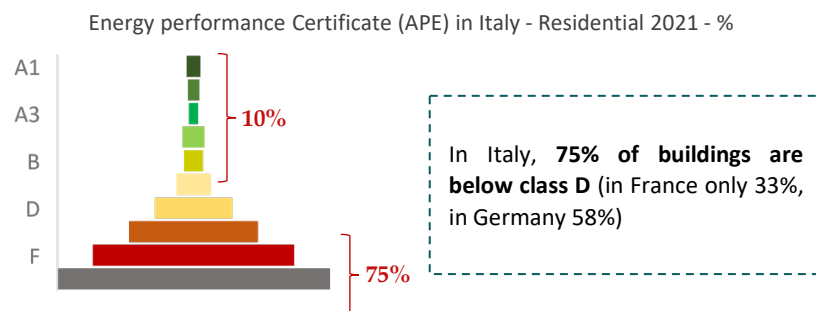 Energy performance Certificate (APE) in Italy - Residential 2021 - %
A1
A3
10%
B
D
F
75%
In Italy, 75% of buildings are
below class D (in France only 33%,
in Germany 58%)